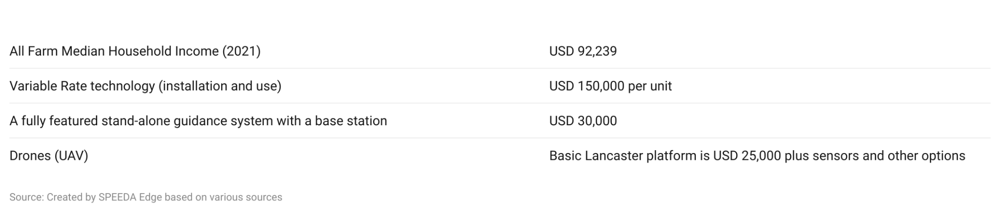 All Farm Median Household Income (2021) USD 92,239
Variable Rate technology (installation and use) USD 150,000 per unit
A fully featured stand-alone guidance system with a base station USD 30,000
Drones (UAV) Basic Lancaster platform is USD 25,000 plus sensors and other options
Source: Created by SPEEDA Edge based on various sources